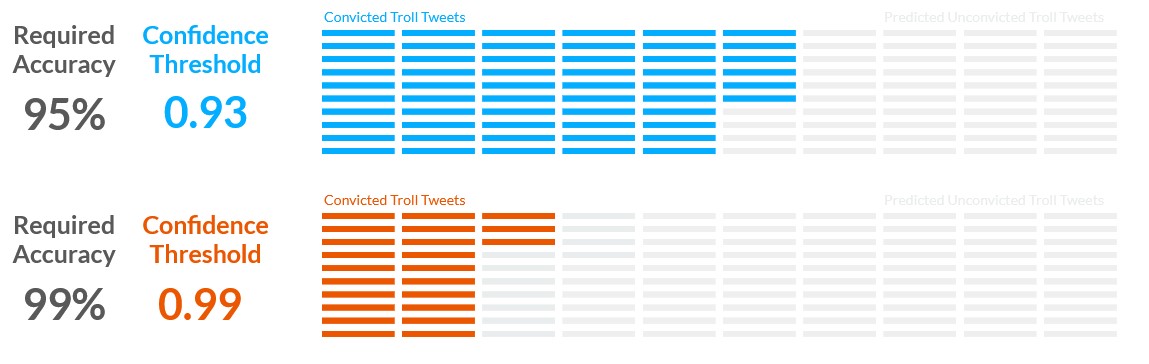 Convicted Troll Tweets
Predicted Unconvicted Troll Tweets
Required
Accuracy
95%
Confidence
Threshold
0.93
Convicted Troll Tweets
Predicted Unconvicted Troll Tweets
Required
Accuracy
99%
Confidence
Threshold
0.99